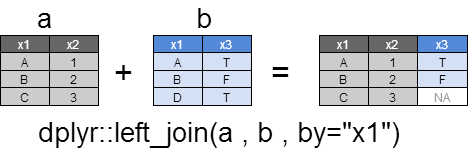 a b
x1 x2 x1 x3 x1 x2 x3
A 1 A T A 1 T
B 2 + B F = B 2 F
C 3 D T C 3 NA
dplyr::left_join(a , b , by="x1")